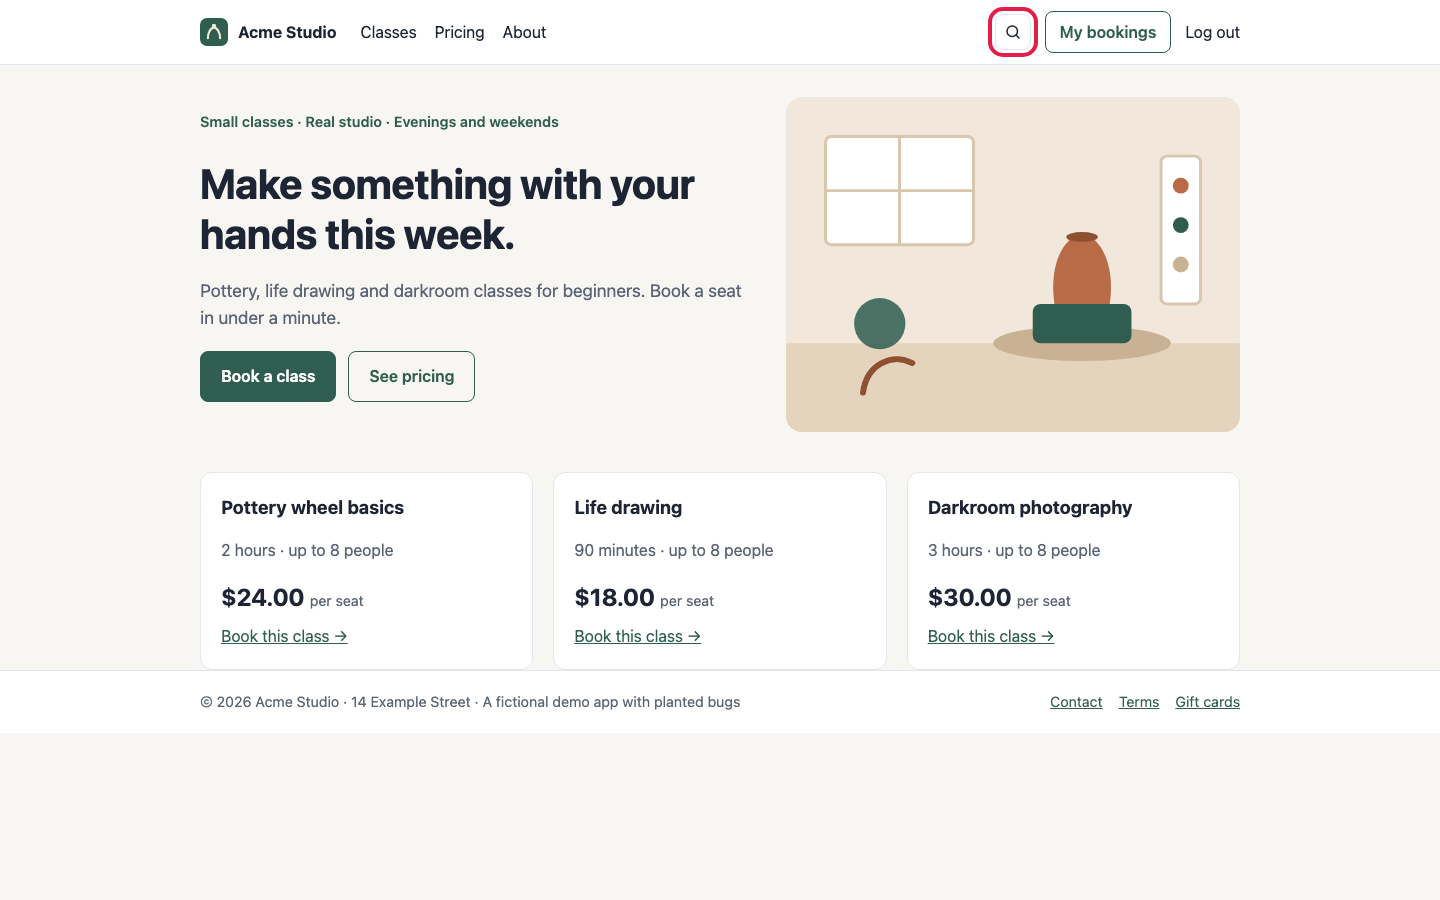 Acme Studio
Classes
Pricing
About
My bookings
Log out
Small classes · Real studio · Evenings and weekends
Make something with your
hands this week.
Pottery, life drawing and darkroom classes for beginners. Book a seat
in under a minute.
Book a class
See pricing
Pottery wheel basics
2 hours · up to 8 people
$24.00 per seat
Book this class →
Life drawing
90 minutes · up to 8 people
$18.00 per seat
Book this class →
Darkroom photography
3 hours · up to 8 people
$30.00 per seat
Book this class →
© 2026 Acme Studio · 14 Example Street · A fictional demo app with planted bugs
Contact
Terms
Gift cards